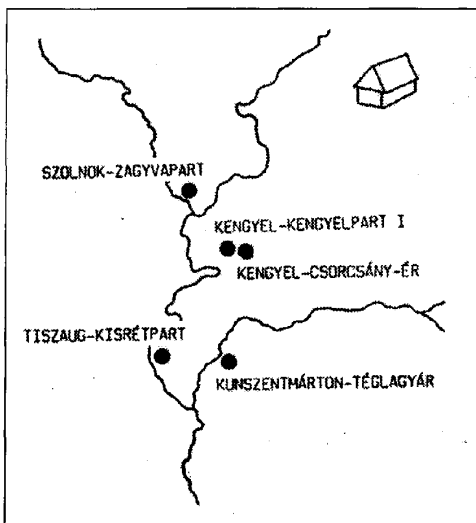 SZOLNOK-ZAGYVAPART
KENGYEL-KENGYELPART I
KENGYEL-CSORCSÁNY-ÉR
TISZAUG-KISRÉTPART
KUNSZENTMÁRTON-TÉGLAGYÁR